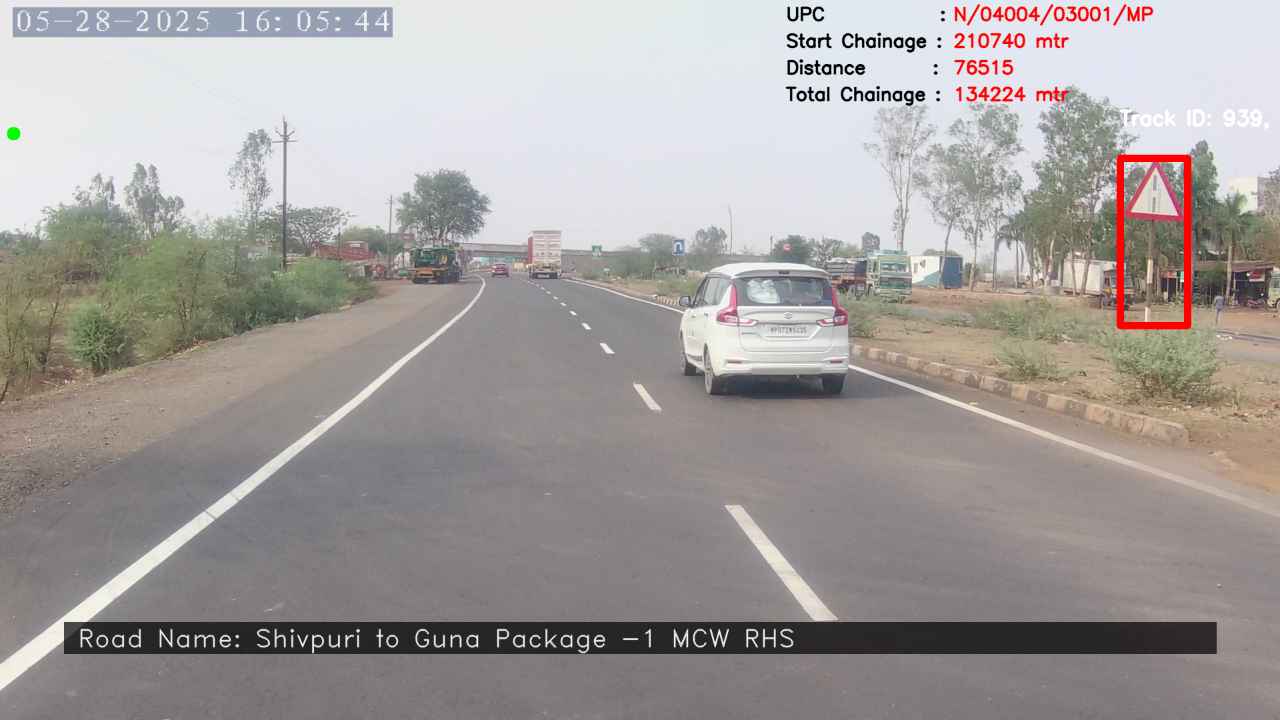 05-28-2025 16:05:44
UPC : N/04004/03001/MP
Start Chainage : 210740 mtr
Distance : 76515
Total Chainage : 134224 mtr
Track ID: 939,
Road Name: Shivpuri to Guna Package -1 MCW RHS